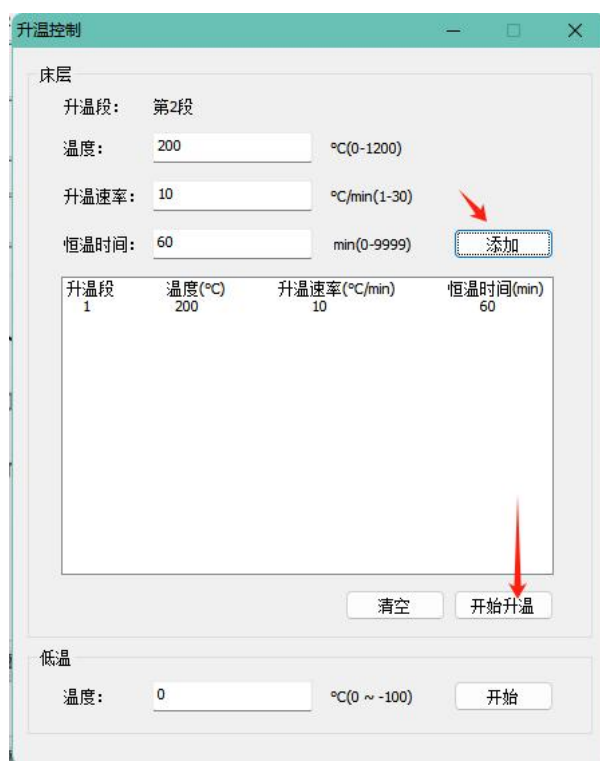 升温控制
床层
升温段： 第2段
温度： 200 °C(0-1200)
升温速率： 10 °C/min(1-30)
恒温时间： 60 min(0-9999) 添加
升温段 温度(°C) 升温速率(°C/min) 恒温时间(min)
1 200 10 60
清空 开始升温
低温
温度： 0 °C(0 ~ -100) 开始